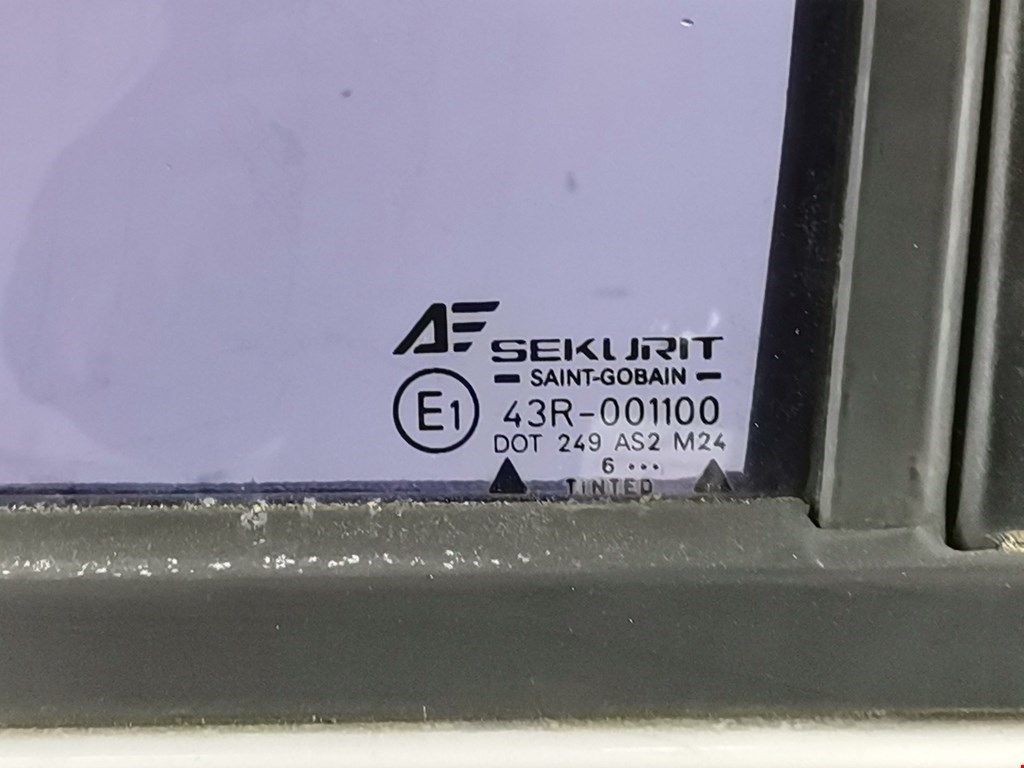 AF
SEKURIT
SAINT-GOBAIN
E1 43R-001100
DOT 249 AS2 M24
6 ...
TINTED